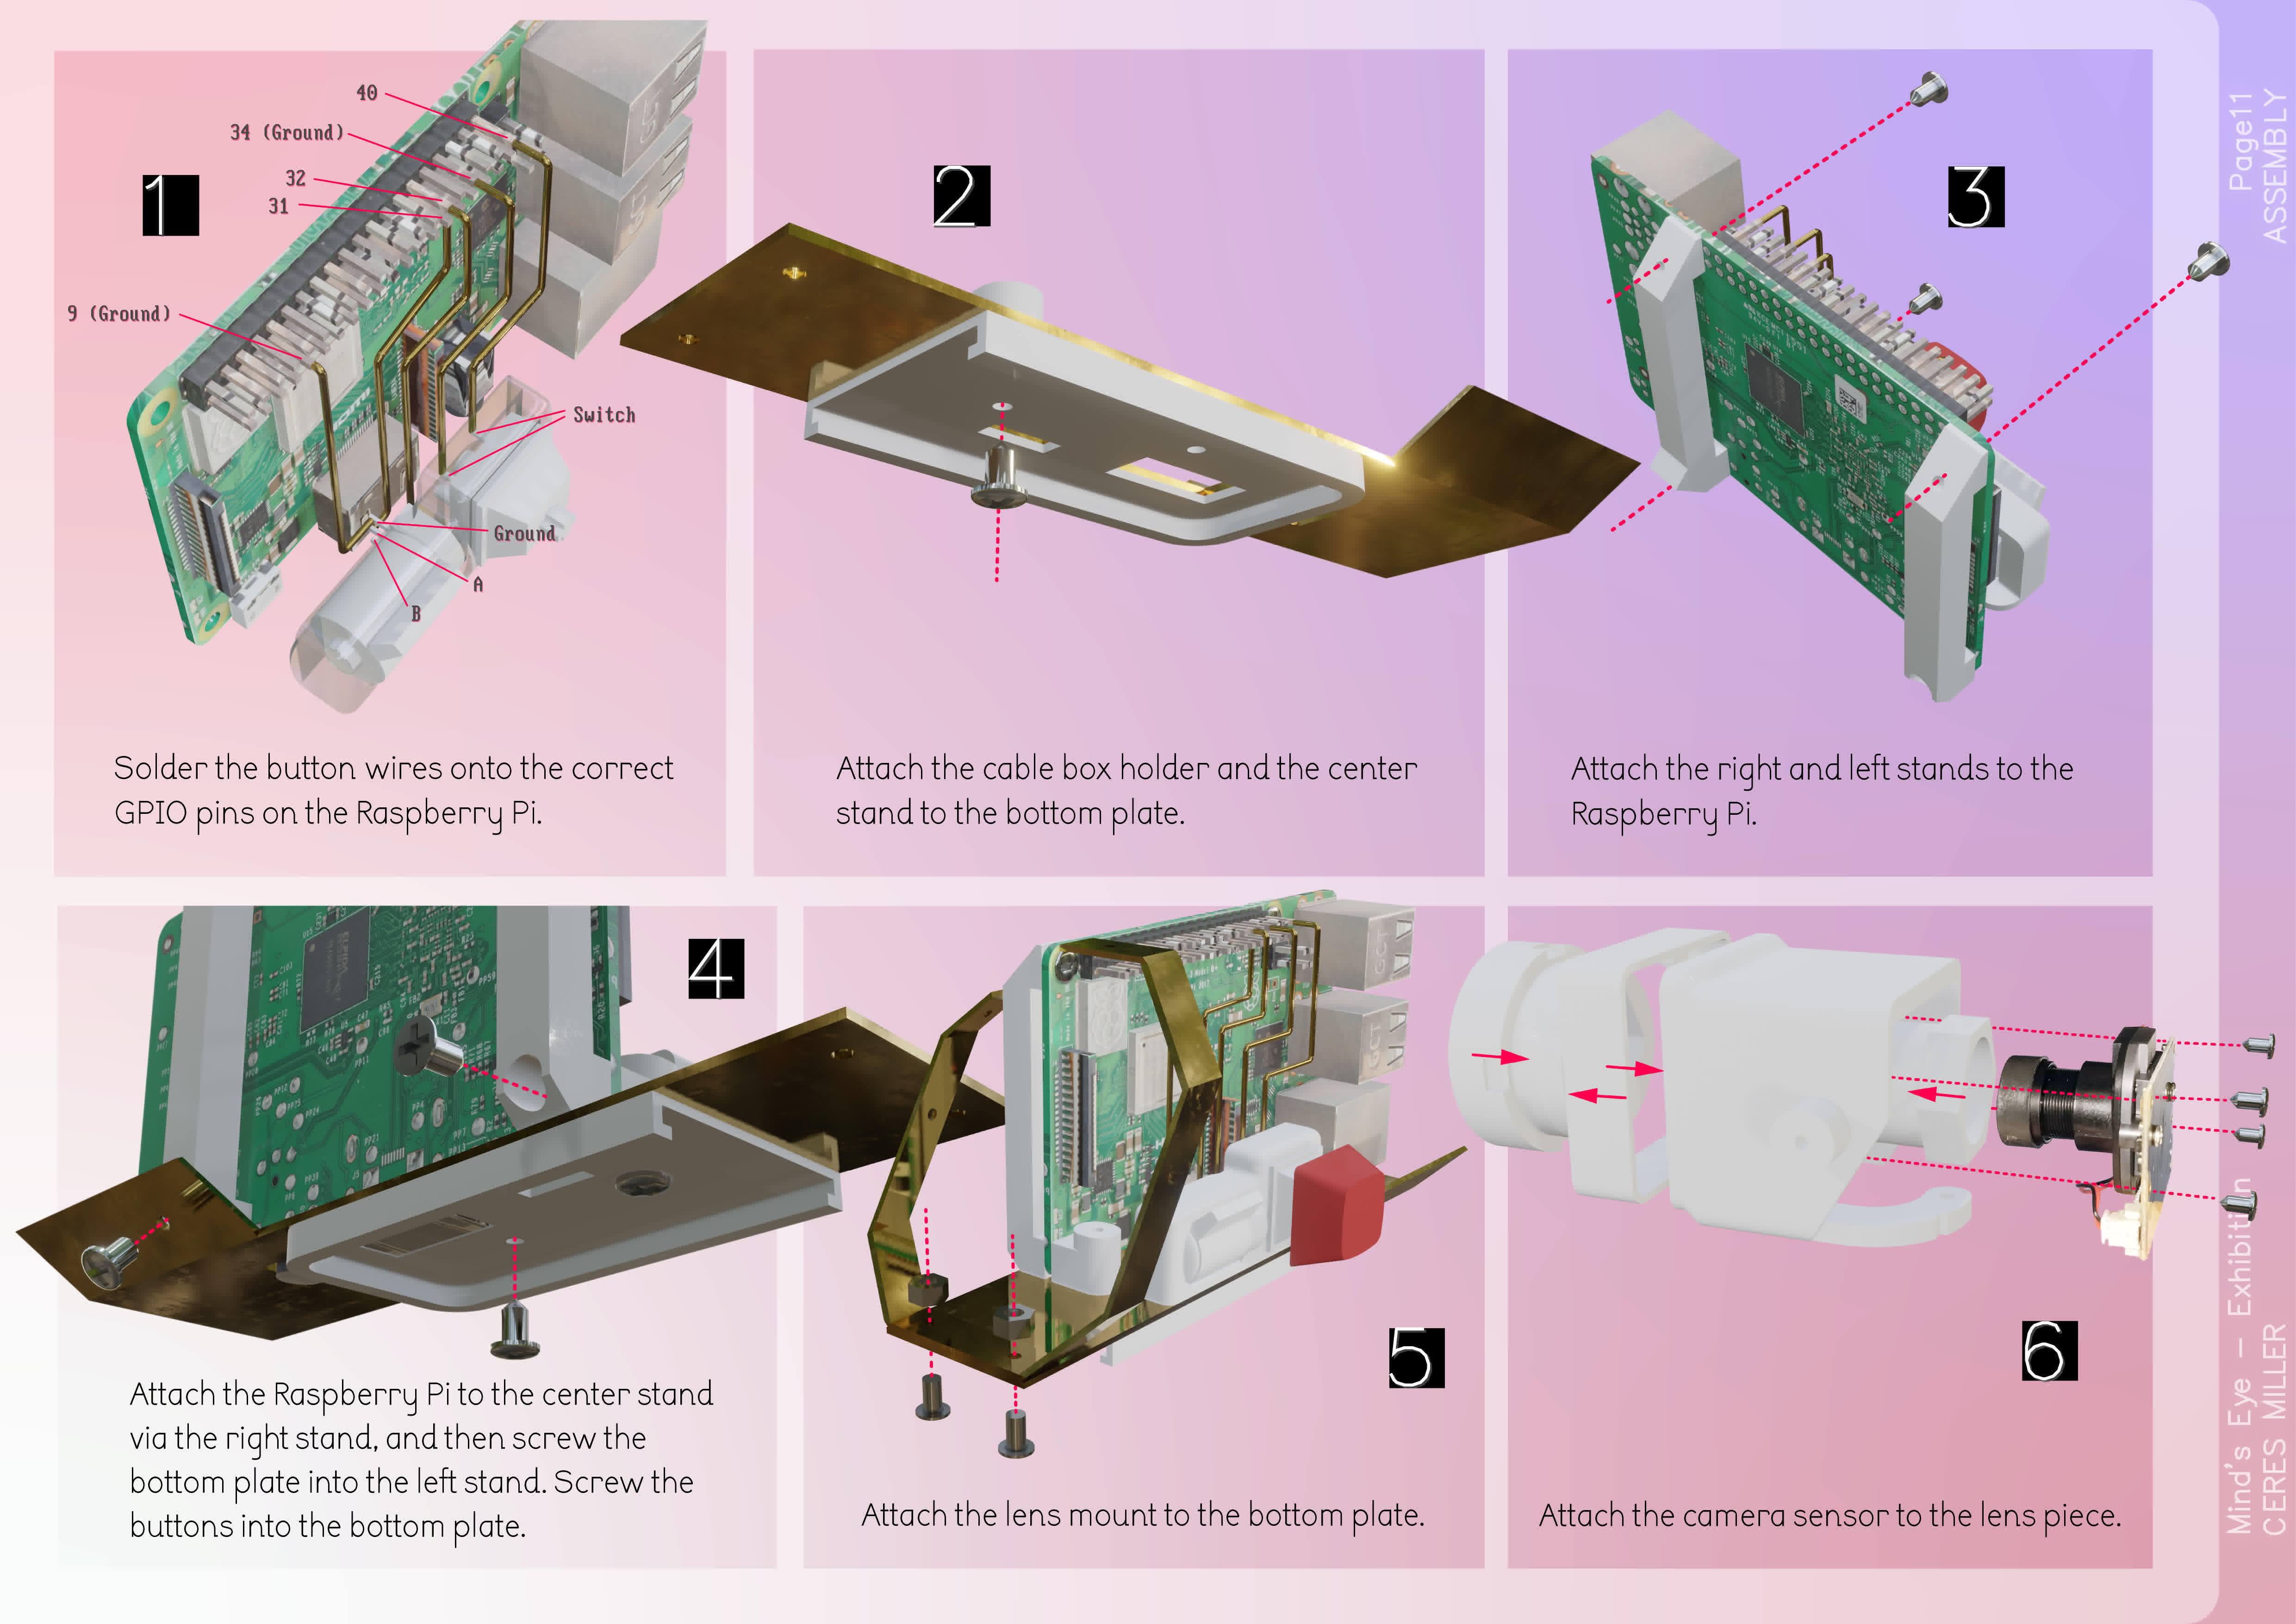 Page11
ASSEMBLY
1
40
34 (Ground)
32
31
9 (Ground)
Switch
Ground
A
B
Solder the button wires onto the correct
GPIO pins on the Raspberry Pi.
2
Attach the cable box holder and the center
stand to the bottom plate.
3
Attach the right and left stands to the
Raspberry Pi.
4
Attach the Raspberry Pi to the center stand
via the right stand, and then screw the
bottom plate into the left stand. Screw the
buttons into the bottom plate.
5
GCT
GCT
Attach the lens mount to the bottom plate.
6
Attach the camera sensor to the lens piece.
Mind's Eye – Exhibition
CERES MILLER